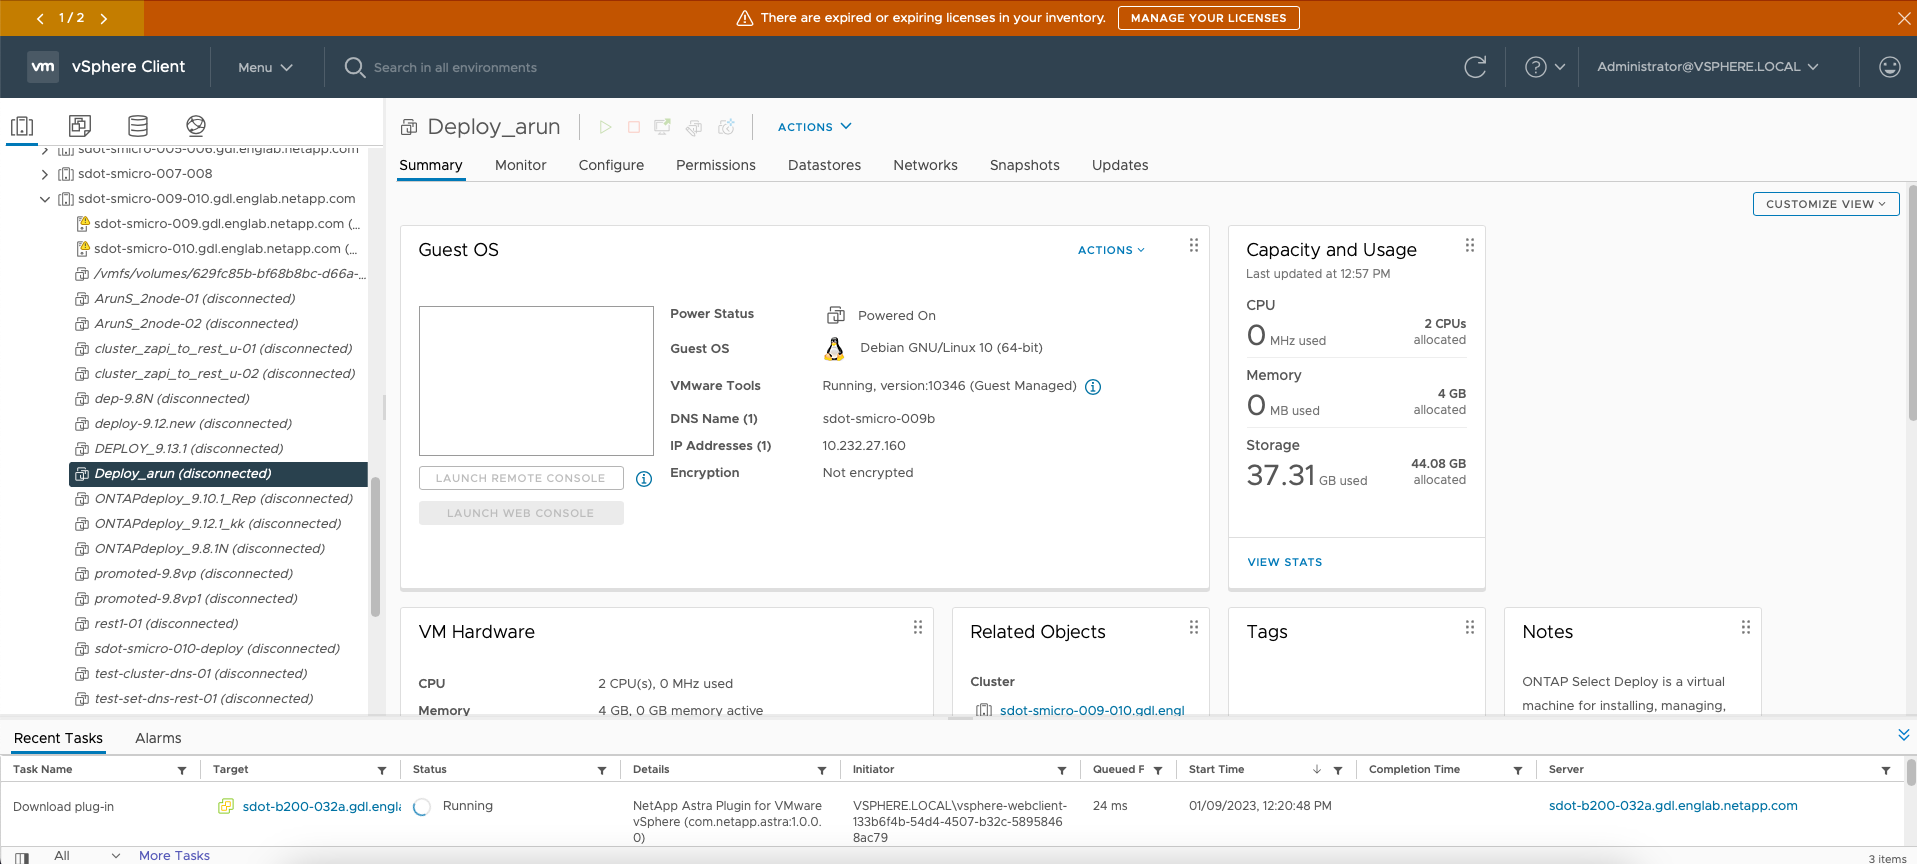 1 / 2
There are expired or expiring licenses in your inventory.
MANAGE YOUR LICENSES
vm vSphere Client
Menu
Search in all environments
Administrator@VSPHERE.LOCAL
sdot-smicro-005-006.gdl.englab.netapp.com
sdot-smicro-007-008
sdot-smicro-009-010.gdl.englab.netapp.com
sdot-smicro-009.gdl.englab.netapp.com (...
sdot-smicro-010.gdl.englab.netapp.com (...
/vmfs/volumes/629fc85b-bf68b8bc-d66a-...
ArunS_2node-01 (disconnected)
ArunS_2node-02 (disconnected)
cluster_zapi_to_rest_u-01 (disconnected)
cluster_zapi_to_rest_u-02 (disconnected)
dep-9.8N (disconnected)
deploy-9.12.new (disconnected)
DEPLOY_9.13.1 (disconnected)
Deploy_arun (disconnected)
ONTAPdeploy_9.10.1_Rep (disconnected)
ONTAPdeploy_9.12.1_kk (disconnected)
ONTAPdeploy_9.8.1N (disconnected)
promoted-9.8vp (disconnected)
promoted-9.8vp1 (disconnected)
rest1-01 (disconnected)
sdot-smicro-010-deploy (disconnected)
test-cluster-dns-01 (disconnected)
test-set-dns-rest-01 (disconnected)
Deploy_arun
ACTIONS
Summary Monitor Configure Permissions Datastores Networks Snapshots Updates
CUSTOMIZE VIEW
Guest OS
ACTIONS
LAUNCH REMOTE CONSOLE
LAUNCH WEB CONSOLE
Power Status Powered On
Guest OS Debian GNU/Linux 10 (64-bit)
VMware Tools Running, version:10346 (Guest Managed)
DNS Name (1) sdot-smicro-009b
IP Addresses (1) 10.232.27.160
Encryption Not encrypted
Capacity and Usage
Last updated at 12:57 PM
CPU
0 MHz used
2 CPUs
allocated
Memory
0 MB used
4 GB
allocated
Storage
37.31 GB used
44.08 GB
allocated
VIEW STATS
VM Hardware
CPU 2 CPU(s), 0 MHz used
Memory 4 GB, 0 GB memory active
Related Objects
Cluster
sdot-smicro-009-010.gdl.engl
Tags
Notes
ONTAP Select Deploy is a virtual
machine for installing, managing,
Recent Tasks Alarms
Task Name Target Status Details Initiator Queued F Start Time Completion Time Server
Download plug-in
sdot-b200-032a.gdl.engla
Running
NetApp Astra Plugin for VMware
vSphere (com.netapp.astra:1.0.0.
0)
VSPHERE.LOCAL\vsphere-webclient-
133b6f4b-54d4-4507-b32c-5895846
8ac79
24 ms
01/09/2023, 12:20:48 PM
sdot-b200-032a.gdl.englab.netapp.com
All
More Tasks
3 items